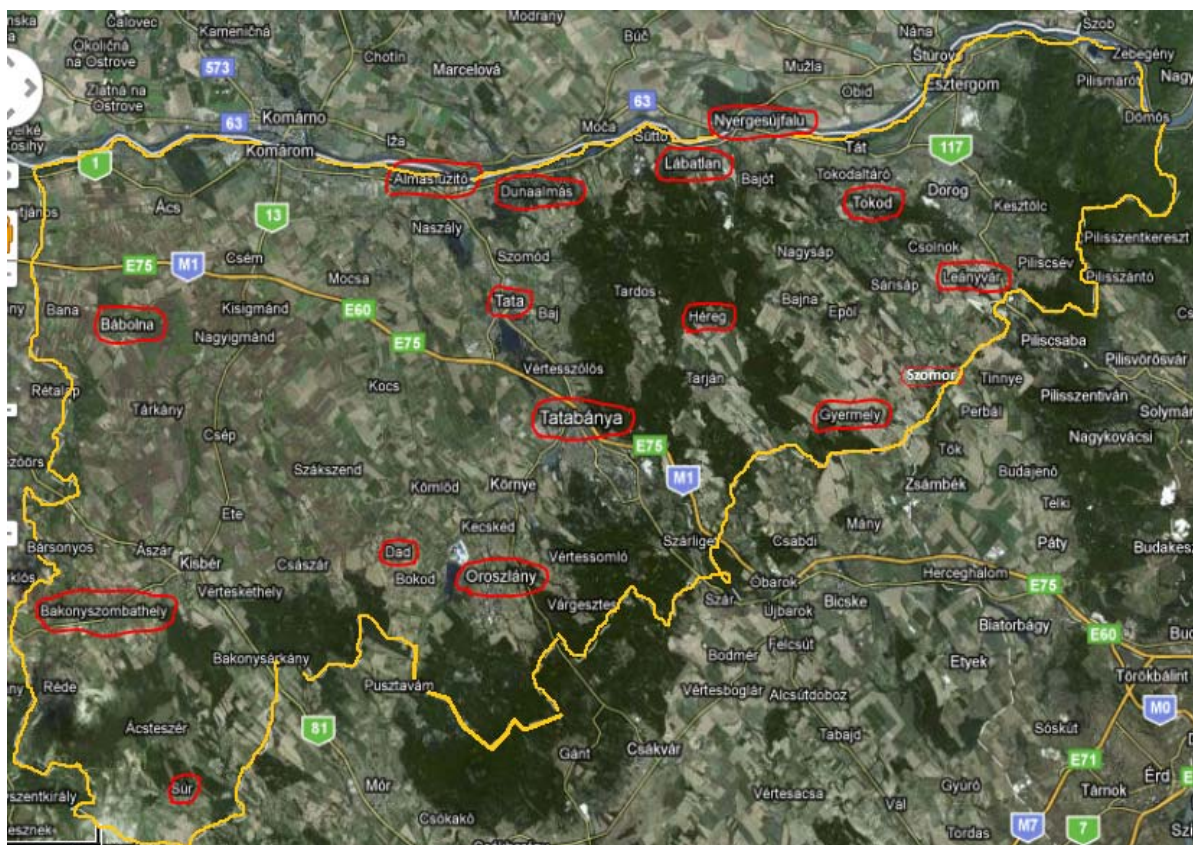 Čalovec
Kameničná
Modrany
Búč
Nána
Szob
Okoličná
na Ostrove
Chotín
Štúrovo
Zebegény
573
Marcelová
Mužla
Pilismarót
Zlatná na
Ostrove
Obid
Esztergom
63
Nyergesújfalu
Dömös
63
Komárno
Moča
Iža
Süttő
Tát
117
1
Komárom
Lábatlan
Almásfüzitő
Bajót
Tokodaltáró
Dorog
Dunaalmás
Tokod
Kesztölc
Ács
13
Naszály
Pilisszentkereszt
Szomód
Nagysáp
Csolnok
Piliscsév
E75
M1
Csém
Mocsa
Sárisáp
Leányvár
Pilisszántó
Tardos
Bana
Kisigmánd
E60
Tata
Baj
Bajna
Epöl
Bábolna
Héreg
Nagyigmánd
E75
Piliscsaba
Pilisvörösvár
Rétalap
Kocs
Vértesszőlős
Tarján
Szomor
Tinnye
Pilisszentiván
Tárkány
Tatabánya
Gyermely
Perbál
Solymár
Csép
E75
Nagykovácsi
Tök
Szákszend
Kömlőd
Környe
M1
Zsámbék
Budajenő
Telki
Ete
Kecskéd
Mány
Bársonyos
Ászár
Szárliget
Csabdi
Páty
Kisbér
Császár
Dad
Vértessomló
Bokod
Oroszlány
Óbarok
Herceghalom
E75
Vérteskethely
Bicske
Bakonyszombathely
Várgesztes
Szár
Újbarok
Biatorbágy
E60
Felcsút
Bakonysárkány
Bodmér
Etyek
Törökbálint
Réde
Pusztavám
Vértesboglár
Alcsútdoboz
M0
Ácsteszér
81
Csákvár
Tabajd
Sóskút
Gánt
E71
Érd
Súr
Mór
Vértesacsa
Gyúró
Tárnok
Vál
Csókakő
M7
7
Tordas